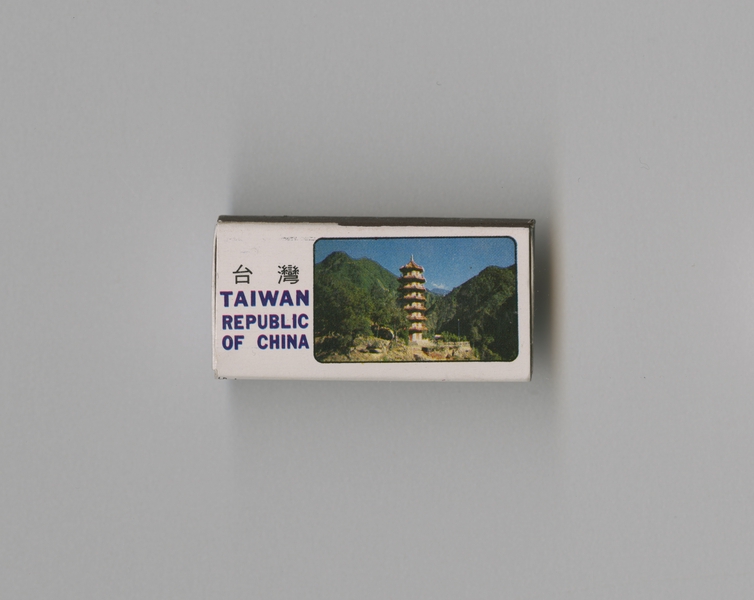 台灣
TAIWAN
REPUBLIC
OF CHINA